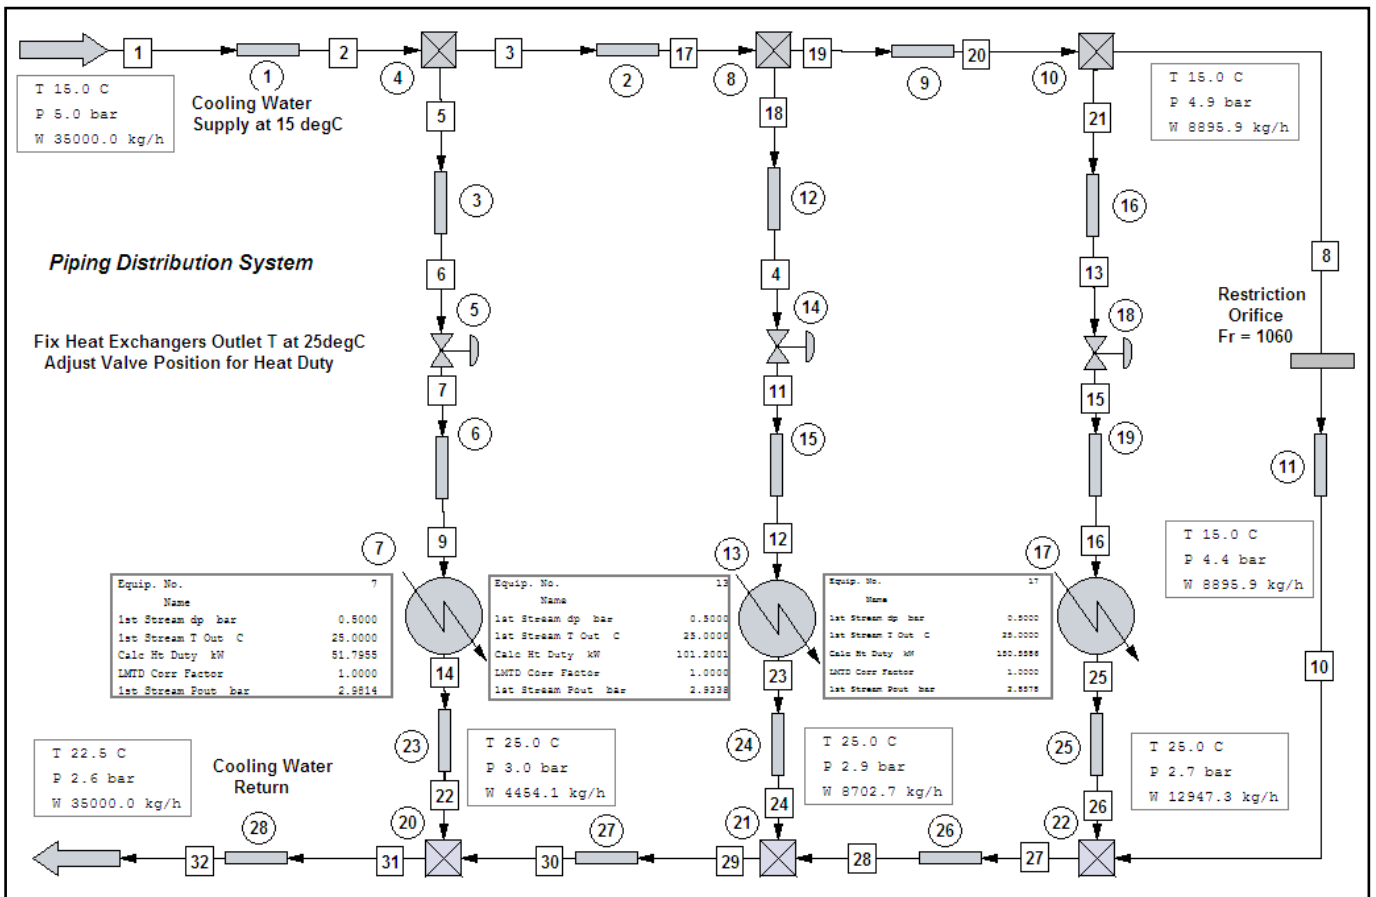 1
2
3
17
19
20
1
4
2
8
9
10
T 15.0 C
P 5.0 bar
W 35000.0 kg/h
Cooling Water
Supply at 15 degC
5
18
21
T 15.0 C
P 4.9 bar
W 8895.9 kg/h
3
12
16
Piping Distribution System
6
4
13
8
5
14
18
Restriction
Orifice
Fr = 1060
Fix Heat Exchangers Outlet T at 25degC
Adjust Valve Position for Heat Duty
7
11
15
6
15
19
11
9
12
16
T 15.0 C
P 4.4 bar
W 8895.9 kg/h
7
13
17
Equip. No. 7
Name
1st Stream dp bar 0.5000
1st Stream T Out C 25.0000
Calc Ht Duty kW 51.7955
LMTD Corr Factor 1.0000
1st Stream Pout bar 2.9814
Equip. No. 13
Name
1st Stream dp bar 0.5000
1st Stream T Out C 25.0000
Calc Ht Duty kW 101.2001
LMTD Corr Factor 1.0000
1st Stream Pout bar 2.9338
Equip. No. 17
Name
1st Stream dp bar 0.5000
1st Stream T Out C 25.0000
Calc Ht Duty kW
LMTD Corr Factor 1.0000
1st Stream Pout bar
14
23
25
10
23
24
25
T 25.0 C
P 3.0 bar
W 4454.1 kg/h
T 25.0 C
P 2.9 bar
W 8702.7 kg/h
T 25.0 C
P 2.7 bar
W 12947.3 kg/h
T 22.5 C
P 2.6 bar
W 35000.0 kg/h
Cooling Water
Return
22
24
26
28
20
27
21
26
22
32
31
30
29
28
27